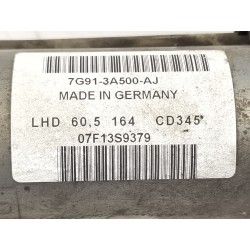 7G91-3A500-AJ
MADE IN GERMANY
LHD 60,5 164 CD345
07F13S9379